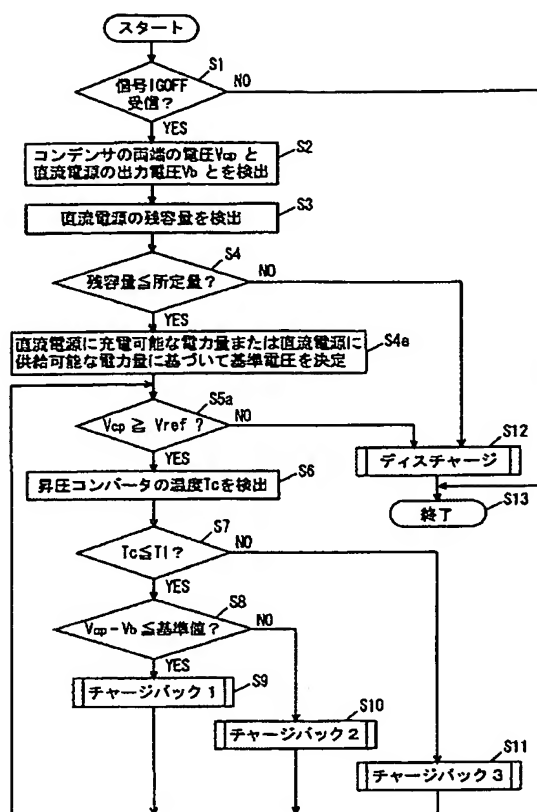 スタート
S1
信号IGOFF
受信？
NO
YES
S2
コンデンサの両端の電圧Vcpと
直流電源の出力電圧Vbとを検出
S3
直流電源の残容量を検出
S4
残容量≦所定量？
NO
YES
直流電源に充電可能な電力量または直流電源に
供給可能な電力量に基づいて基準電圧を決定
S4a
S5a
Vcp≧Vref？
NO
YES
S12
ディスチャージ
S6
昇圧コンバータの温度Tcを検出
S13
終了
S7
Tc≦T1？
NO
YES
S8
Vcp-Vb≦基準値？
NO
YES
チャージバック1
S9
S10
チャージバック2
S11
チャージバック3